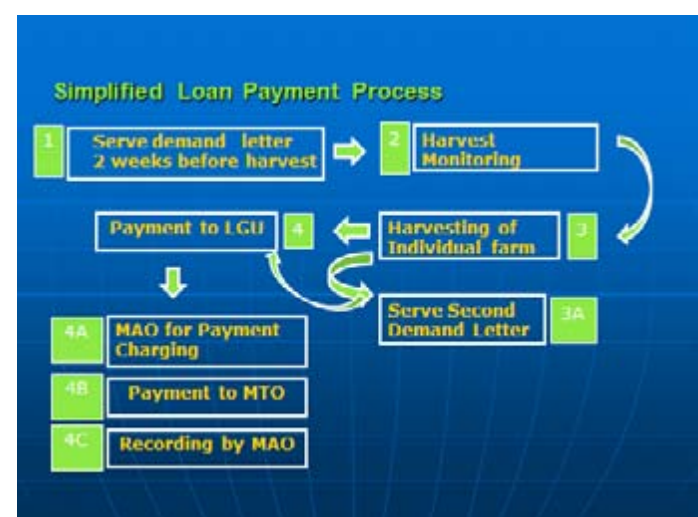 Simplified Loan Payment Process
1
Serve demand letter
2 weeks before harvest
2
Harvest
Monitoring
Payment to LGU
4
Harvesting of
Individual farm
3
Serve Second
Demand Letter
3A
4A
MAO for Payment
Charging
4B
Payment to MTO
4C
Recording by MAO